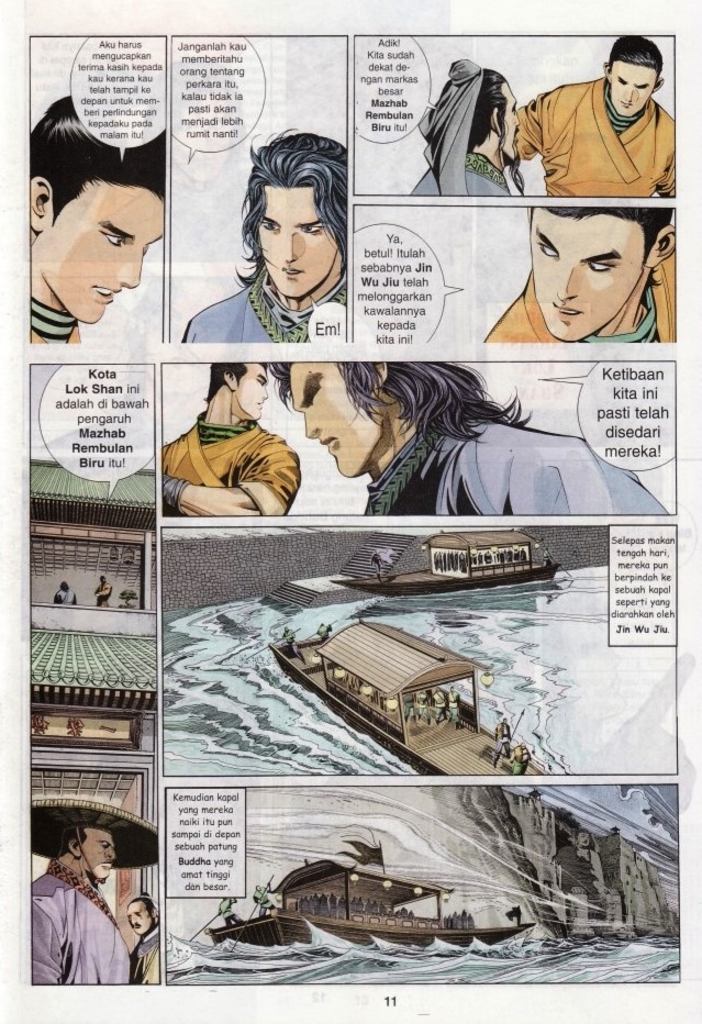 Aku harus
mengucapkan
terima kasih kepada
kau kerana kau
telah tampil ke
depan untuk mem-
beri perlindungan
kepadaku pada
malam itu!
Janganlah kau
memberitahu
orang tentang
perkara itu,
kalau tidak ia
pasti akan
menjadi lebih
rumit nanti!
Em!
Adik!
Kita sudah
dekat de-
ngan markas
besar
Mazhab
Rembulan
Biru itu!
Ya,
betul! Itulah
sebabnya Jin
Wu Jiu telah
melonggarkan
kawalannya
kepada
kita ini!
Kota
Lok Shan ini
adalah di bawah
pengaruh
Mazhab
Rembulan
Biru itu!
Ketibaan
kita ini
pasti telah
disedari
mereka!
Selepas makan
tengah hari,
mereka pun
berpindah ke
sebuah kapal
seperti yang
diarahkan oleh
Jin Wu Jiu.
Kemudian kapal
yang mereka
naiki itu pun
sampai di depan
sebuah patung
Buddha yang
amat tinggi
dan besar.
11